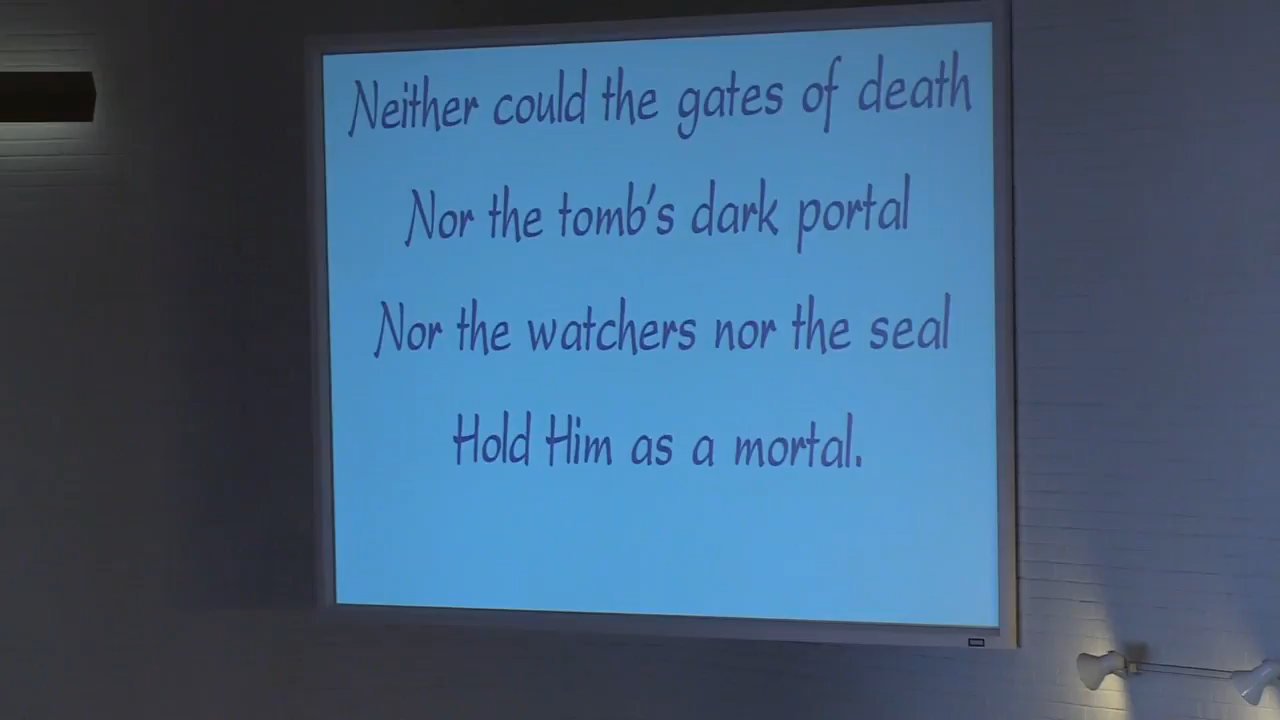 Neither could the gates of death
Nor the tomb's dark portal
Nor the watchers nor the seal
Hold Him as a mortal.